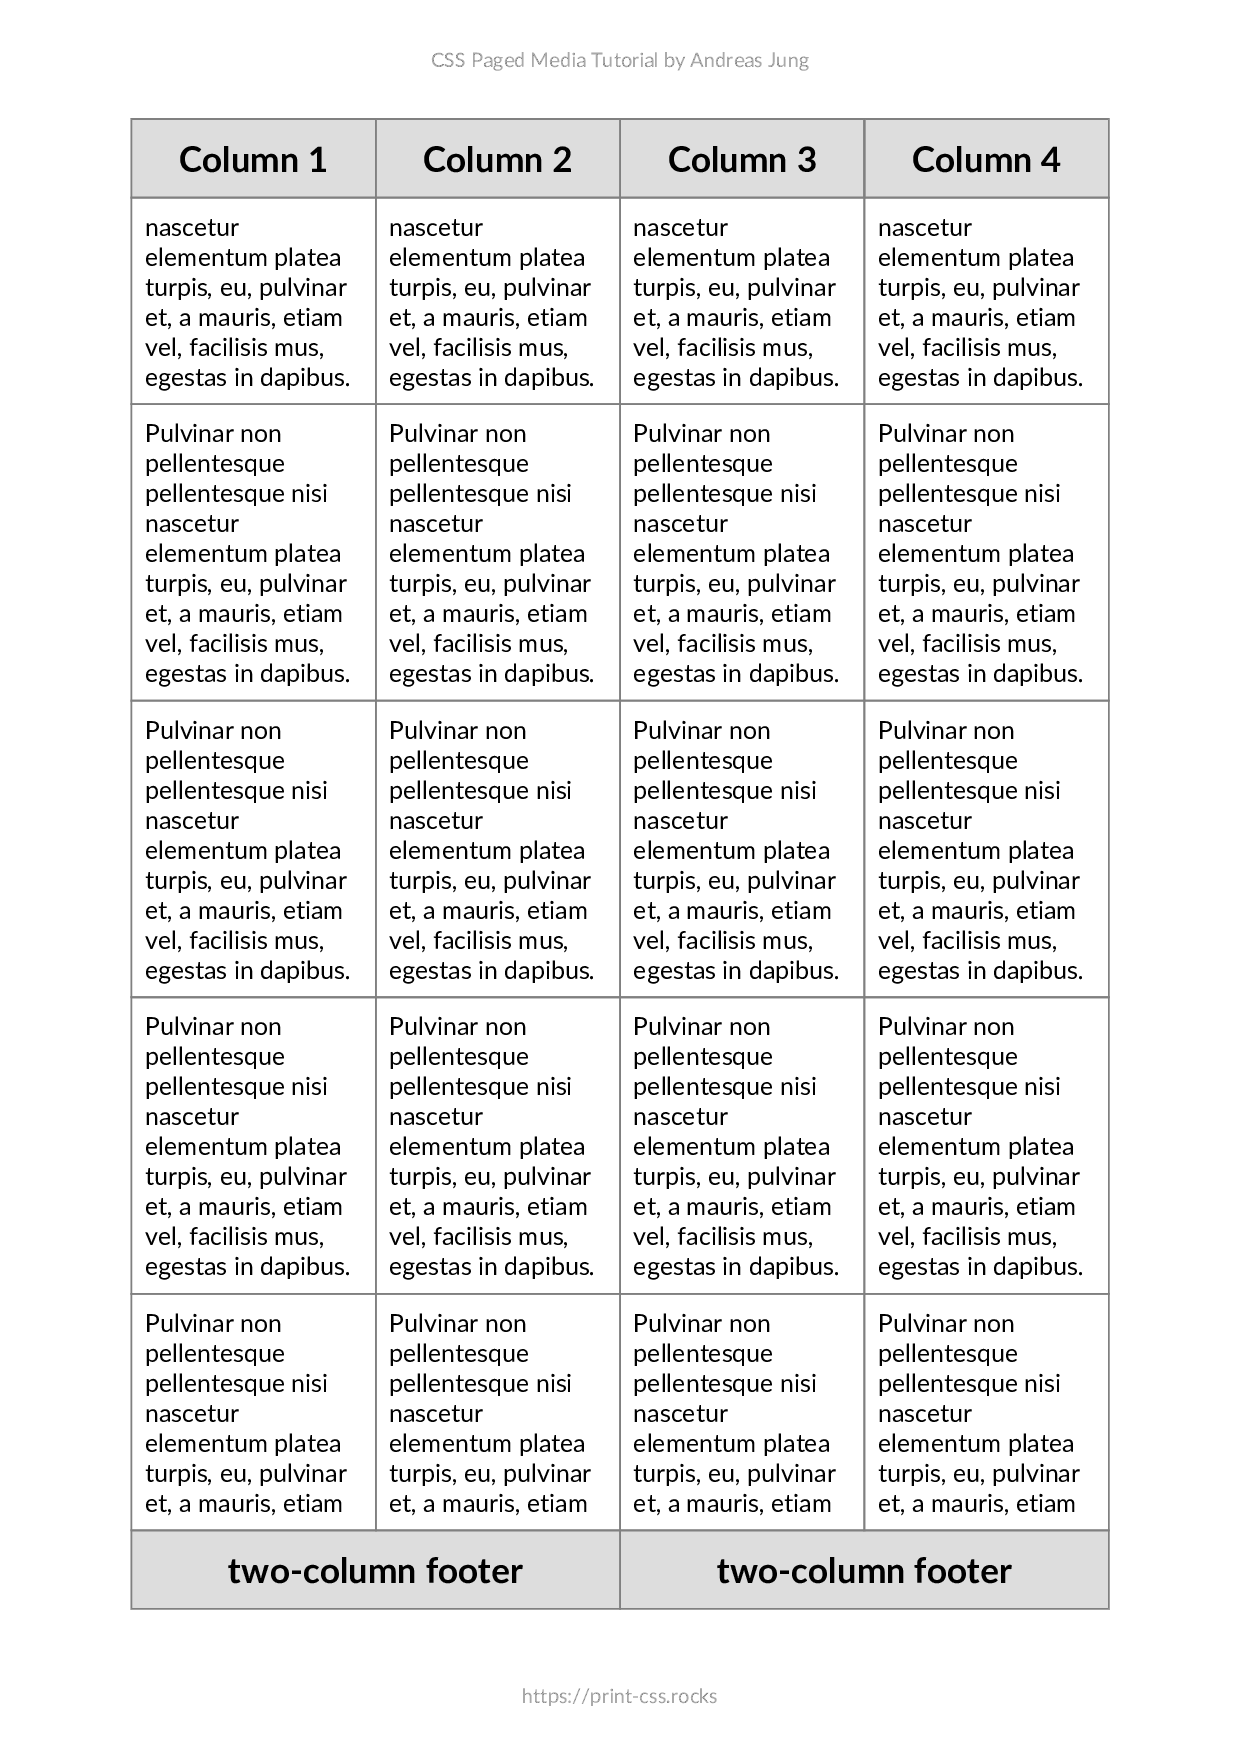 CSS Paged Media Tutorial by Andreas Jung
Column 1 Column 2 Column 3 Column 4
nascetur nascetur nascetur nascetur
elementum platea elementum platea elementum platea elementum platea
turpis, eu, pulvinar turpis, eu, pulvinar turpis, eu, pulvinar turpis, eu, pulvinar
et, a mauris, etiam et, a mauris, etiam et, a mauris, etiam et, a mauris, etiam
vel, facilisis mus, vel, facilisis mus, vel, facilisis mus, vel, facilisis mus,
egestas in dapibus. egestas in dapibus. egestas in dapibus. egestas in dapibus.
Pulvinar non Pulvinar non Pulvinar non Pulvinar non
pellentesque pellentesque pellentesque pellentesque
pellentesque nisi pellentesque nisi pellentesque nisi pellentesque nisi
nascetur nascetur nascetur nascetur
elementum platea elementum platea elementum platea elementum platea
turpis, eu, pulvinar turpis, eu, pulvinar turpis, eu, pulvinar turpis, eu, pulvinar
et, a mauris, etiam et, a mauris, etiam et, a mauris, etiam et, a mauris, etiam
vel, facilisis mus, vel, facilisis mus, vel, facilisis mus, vel, facilisis mus,
egestas in dapibus. egestas in dapibus. egestas in dapibus. egestas in dapibus.
Pulvinar non Pulvinar non Pulvinar non Pulvinar non
pellentesque pellentesque pellentesque pellentesque
pellentesque nisi pellentesque nisi pellentesque nisi pellentesque nisi
nascetur nascetur nascetur nascetur
elementum platea elementum platea elementum platea elementum platea
turpis, eu, pulvinar turpis, eu, pulvinar turpis, eu, pulvinar turpis, eu, pulvinar
et, a mauris, etiam et, a mauris, etiam et, a mauris, etiam et, a mauris, etiam
vel, facilisis mus, vel, facilisis mus, vel, facilisis mus, vel, facilisis mus,
egestas in dapibus. egestas in dapibus. egestas in dapibus. egestas in dapibus.
Pulvinar non Pulvinar non Pulvinar non Pulvinar non
pellentesque pellentesque pellentesque pellentesque
pellentesque nisi pellentesque nisi pellentesque nisi pellentesque nisi
nascetur nascetur nascetur nascetur
elementum platea elementum platea elementum platea elementum platea
turpis, eu, pulvinar turpis, eu, pulvinar turpis, eu, pulvinar turpis, eu, pulvinar
et, a mauris, etiam et, a mauris, etiam et, a mauris, etiam et, a mauris, etiam
vel, facilisis mus, vel, facilisis mus, vel, facilisis mus, vel, facilisis mus,
egestas in dapibus. egestas in dapibus. egestas in dapibus. egestas in dapibus.
Pulvinar non Pulvinar non Pulvinar non Pulvinar non
pellentesque pellentesque pellentesque pellentesque
pellentesque nisi pellentesque nisi pellentesque nisi pellentesque nisi
nascetur nascetur nascetur nascetur
elementum platea elementum platea elementum platea elementum platea
turpis, eu, pulvinar turpis, eu, pulvinar turpis, eu, pulvinar turpis, eu, pulvinar
et, a mauris, etiam et, a mauris, etiam et, a mauris, etiam et, a mauris, etiam
two-column footer two-column footer
https://print-css.rocks